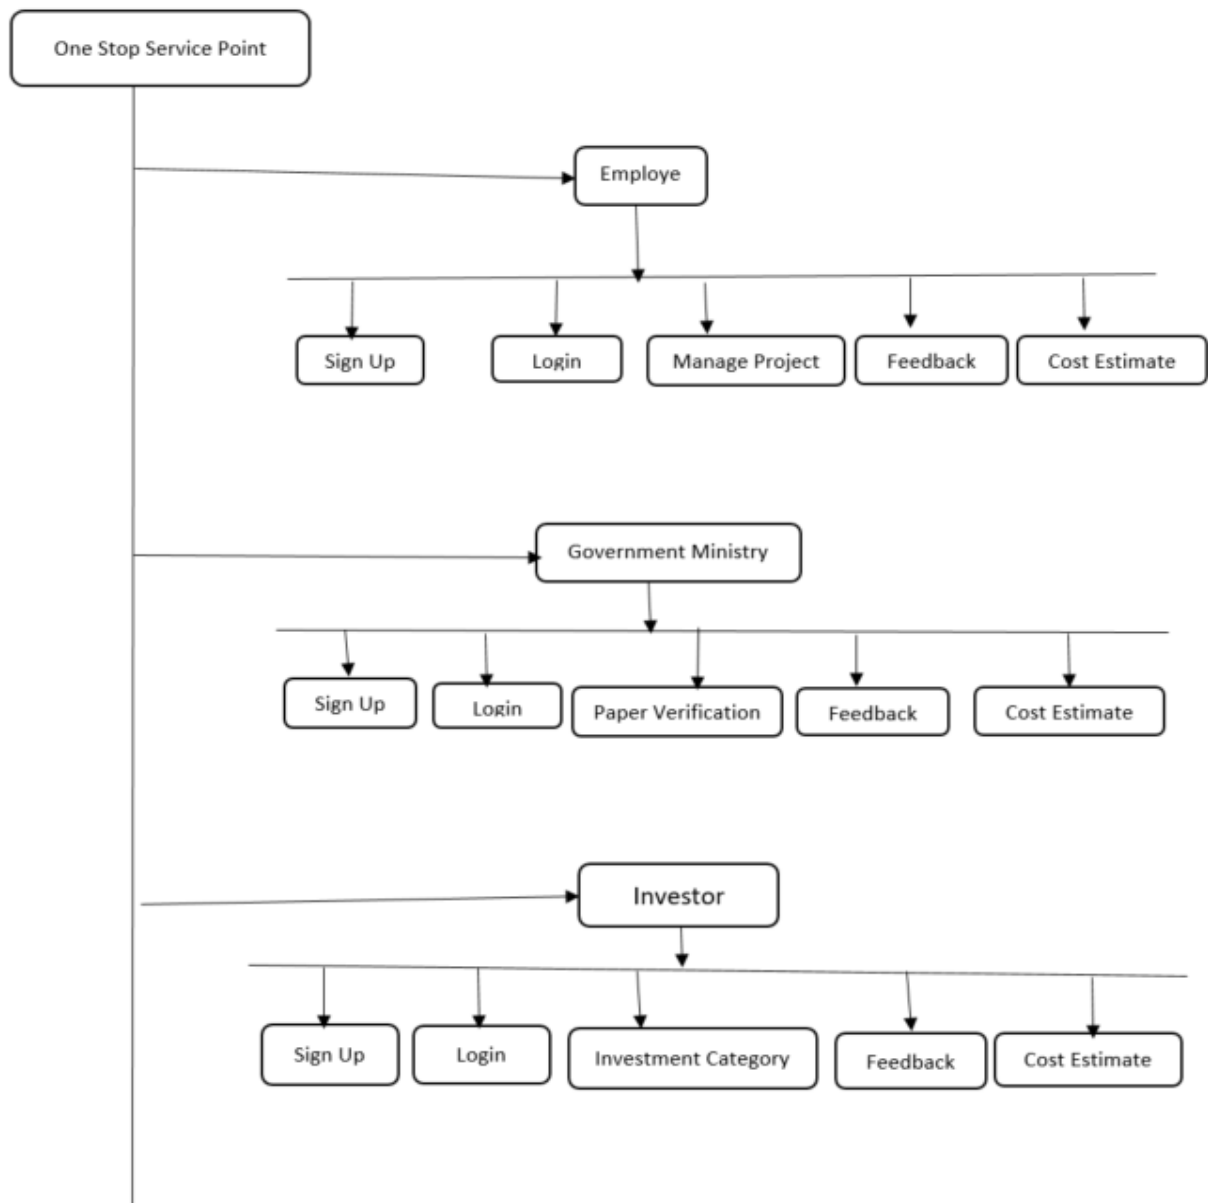 One Stop Service Point
Employe
Sign Up
Login
Manage Project
Feedback
Cost Estimate
Government Ministry
Sign Up
Login
Paper Verification
Feedback
Cost Estimate
Investor
Sign Up
Login
Investment Category
Feedback
Cost Estimate